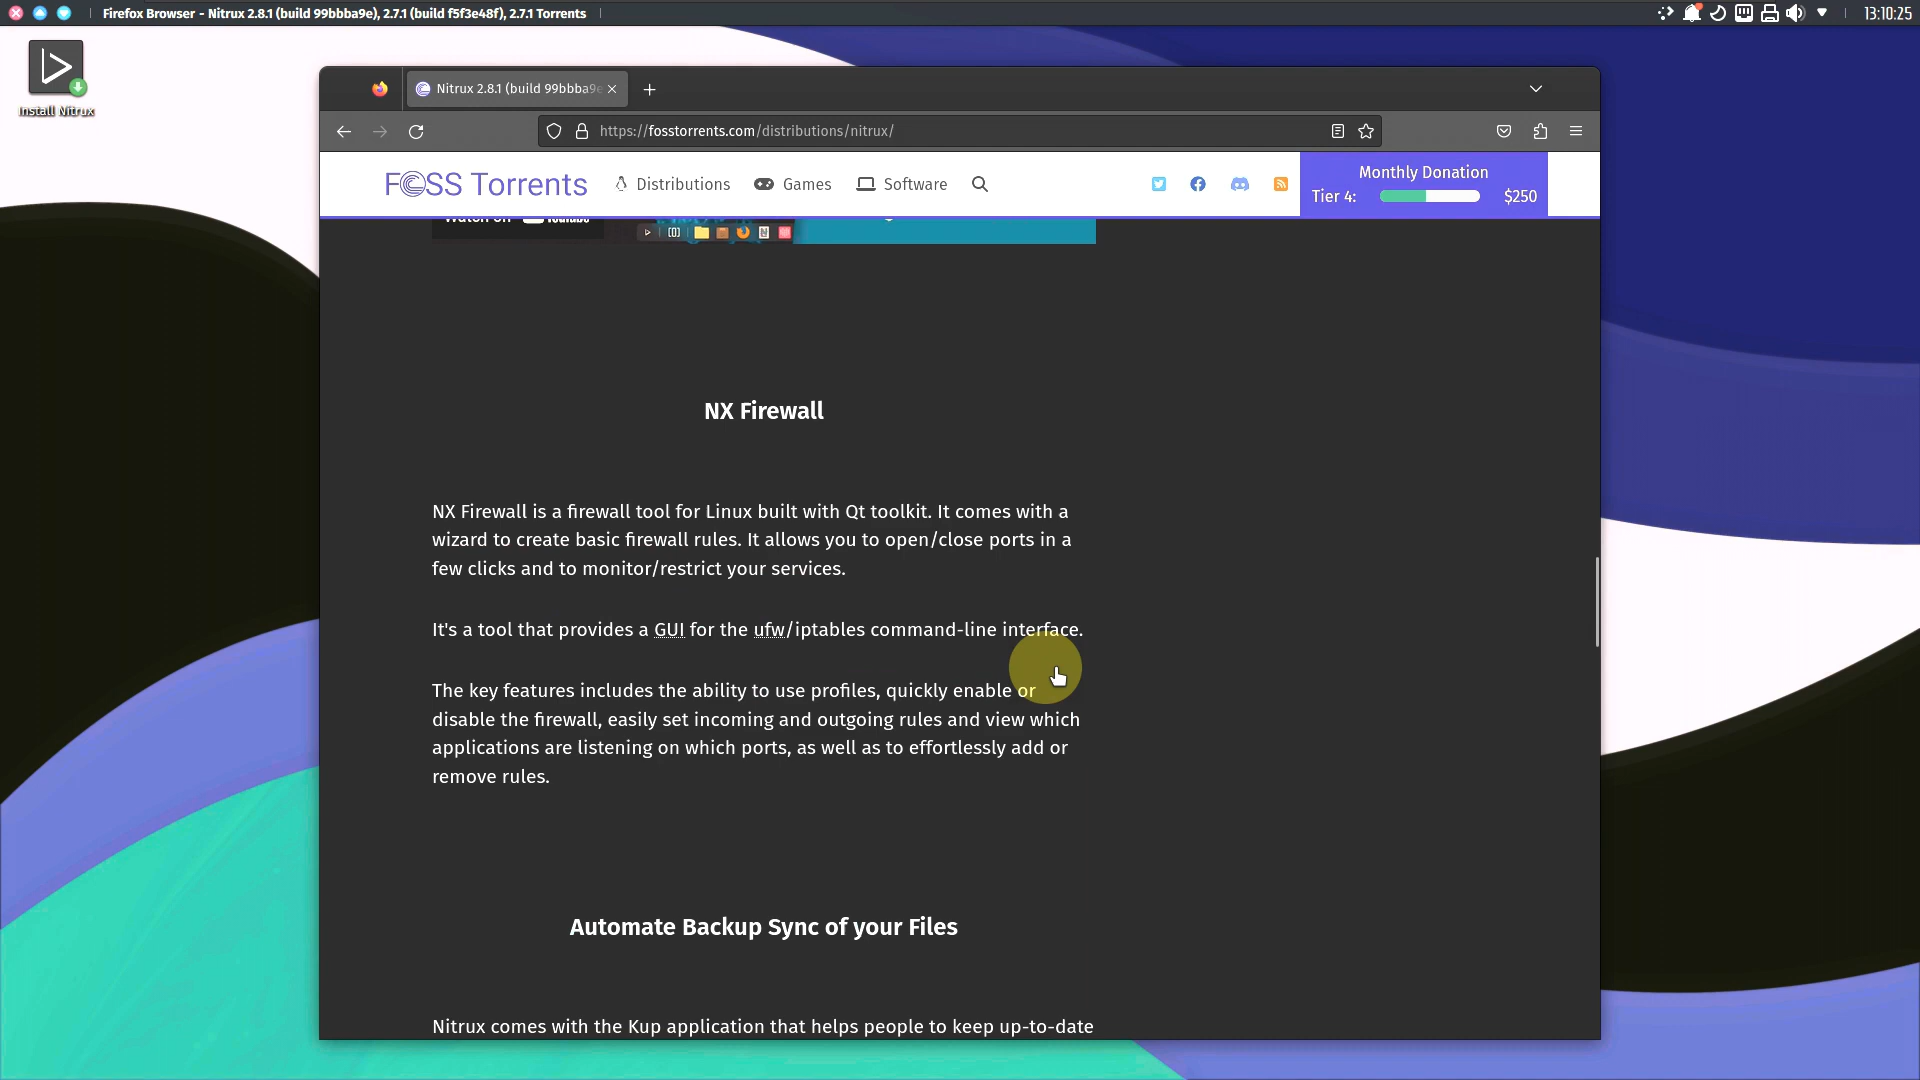 Firefox Browser - Nitrux 2.8.1 (build 99bbba9e), 2.7.1 (build f5f3e48f), 2.7.1 Torrents
13:10:25
Install Nitrux
Nitrux 2.8.1 (build 99bbba9e
https://fosstorrents.com/distributions/nitrux/
FOSS Torrents
Distributions
Games
Software
Monthly Donation
Tier 4:
$250
Watch on YouTube
NX Firewall
NX Firewall is a firewall tool for Linux built with Qt toolkit. It comes with a
wizard to create basic firewall rules. It allows you to open/close ports in a
few clicks and to monitor/restrict your services.
It's a tool that provides a GUI for the ufw/iptables command-line interface.
The key features includes the ability to use profiles, quickly enable or
disable the firewall, easily set incoming and outgoing rules and view which
applications are listening on which ports, as well as to effortlessly add or
remove rules.
Automate Backup Sync of your Files
Nitrux comes with the Kup application that helps people to keep up-to-date